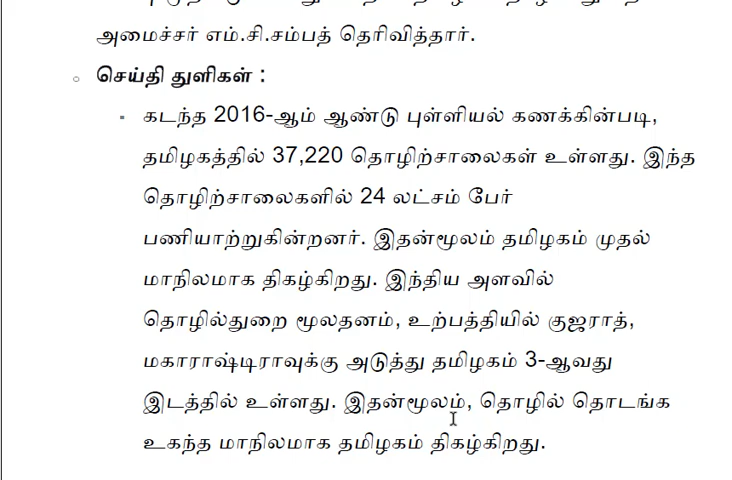 அமைச்சர் எம்.சி.சம்பத் தெரிவித்தார்.
செய்தி துளிகள் :
கடந்த 2016-ஆம் ஆண்டு புள்ளியல் கணக்கின்படி,
தமிழகத்தில் 37,220 தொழிற்சாலைகள் உள்ளது. இந்த
தொழிற்சாலைகளில் 24 லட்சம் பேர்
பணியாற்றுகின்றனர். இதன்மூலம் தமிழகம் முதல்
மாநிலமாக திகழ்கிறது. இந்திய அளவில்
தொழில்துறை மூலதனம், உற்பத்தியில் குஜராத்,
மகாராஷ்டிராவுக்கு அடுத்து தமிழகம் 3-ஆவது
இடத்தில் உள்ளது. இதன்மூலம், தொழில் தொடங்க
உகந்த மாநிலமாக தமிழகம் திகழ்கிறது.